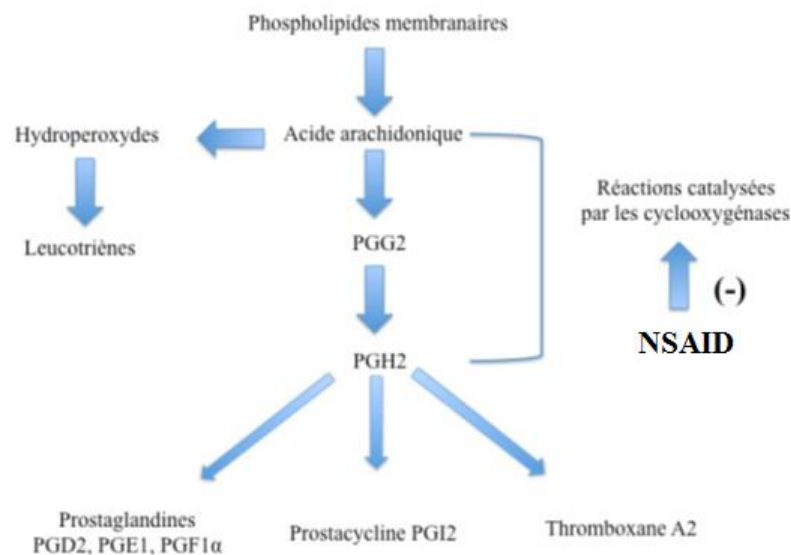 Phospholipides membranaires
Hydroperoxydes
Acide arachidonique
Réactions catalysées
par les cyclooxygénases
Leucotriènes
PGG2
(-)
NSAID
PGH2
Prostaglandines
PGD2, PGE1, PGF1α
Prostacycline PGI2
Thromboxane A2